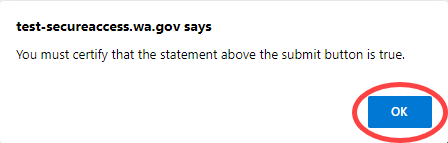 test-secureaccess.wa.gov says
You must certify that the statement above the submit button is true.
OK